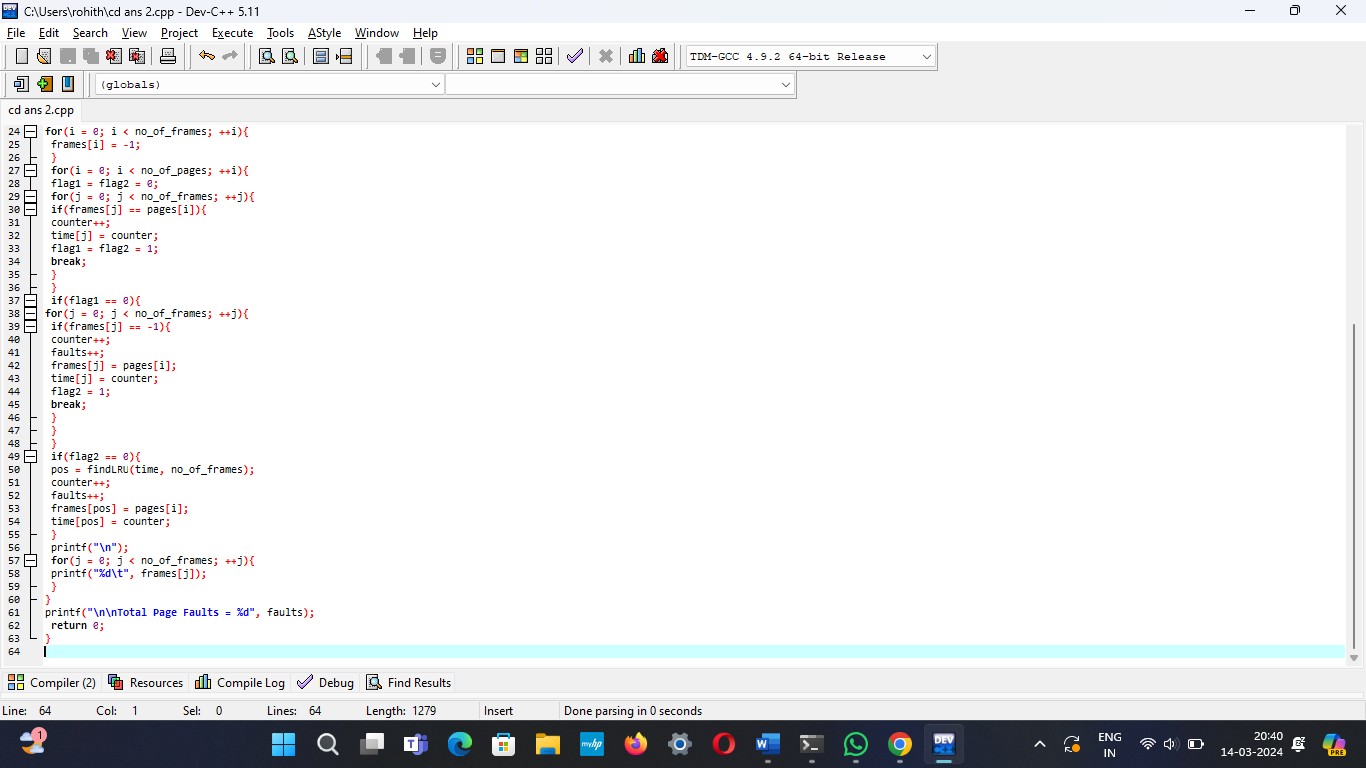 C:\Users\rohith\cd ans 2.cpp - Dev-C++ 5.11
File Edit Search View Project Execute Tools AStyle Window Help
TDM-GCC 4.9.2 64-bit Release
(globals)
cd ans 2.cpp
24 for(i = 0; i < no_of_frames; ++i){
25 frames[i] = -1;
26 }
27 for(i = 0; i < no_of_pages; ++i){
28 flag1 = flag2 = 0;
29 for(j = 0; j < no_of_frames; ++j){
30 if(frames[j] == pages[i]){
31 counter++;
32 time[j] = counter;
33 flag1 = flag2 = 1;
34 break;
35 }
36 }
37 if(flag1 == 0){
38 for(j = 0; j < no_of_frames; ++j){
39 if(frames[j] == -1){
40 counter++;
41 faults++;
42 frames[j] = pages[i];
43 time[j] = counter;
44 flag2 = 1;
45 break;
46 }
47 }
48 }
49 if(flag2 == 0){
50 pos = findLRU(time, no_of_frames);
51 counter++;
52 faults++;
53 frames[pos] = pages[i];
54 time[pos] = counter;
55 }
56 printf("\n");
57 for(j = 0; j < no_of_frames; ++j){
58 printf("%d\t", frames[j]);
59 }
60 }
61 printf("\n\nTotal Page Faults = %d", faults);
62 return 0;
63 }
64
Compiler (2) Resources Compile Log Debug Find Results
Line: 64 Col: 1 Sel: 0 Lines: 64 Length: 1279 Insert Done parsing in 0 seconds
1
myhp
DEV
C++
ENG
IN
20:40
14-03-2024
PRE